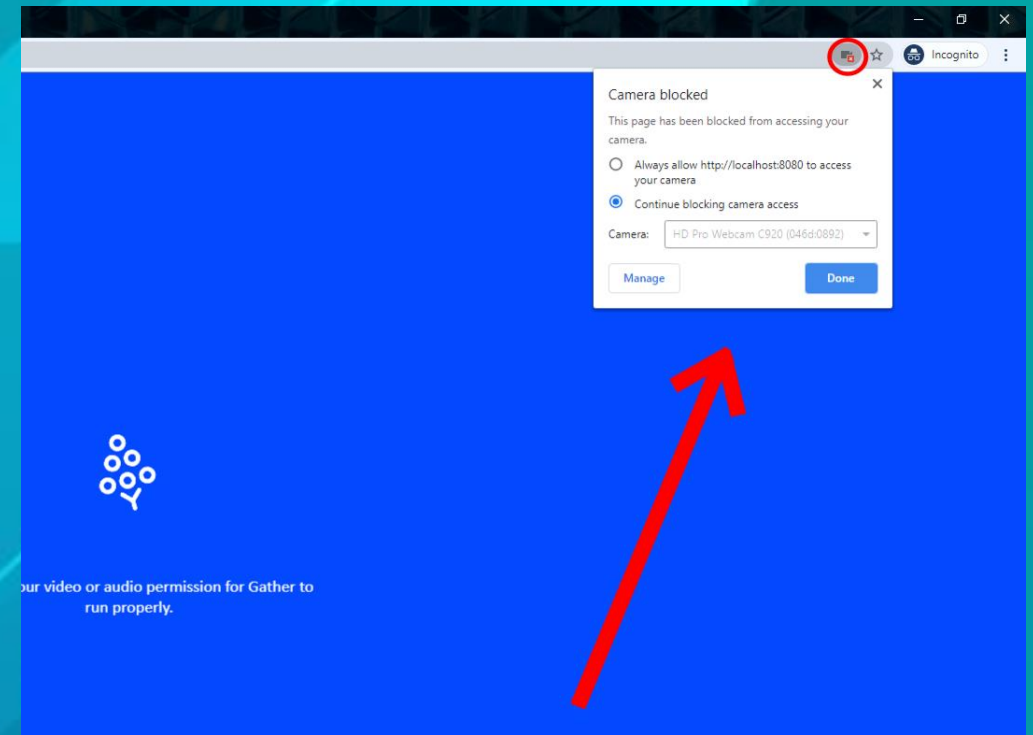 Incognito
Camera blocked
This page has been blocked from accessing your
camera.
Always allow http://localhost:8080 to access
your camera
Continue blocking camera access
Camera: HD Pro Webcam C920 (046d:0892)
Manage Done
video or audio permission for Gather to
run properly.